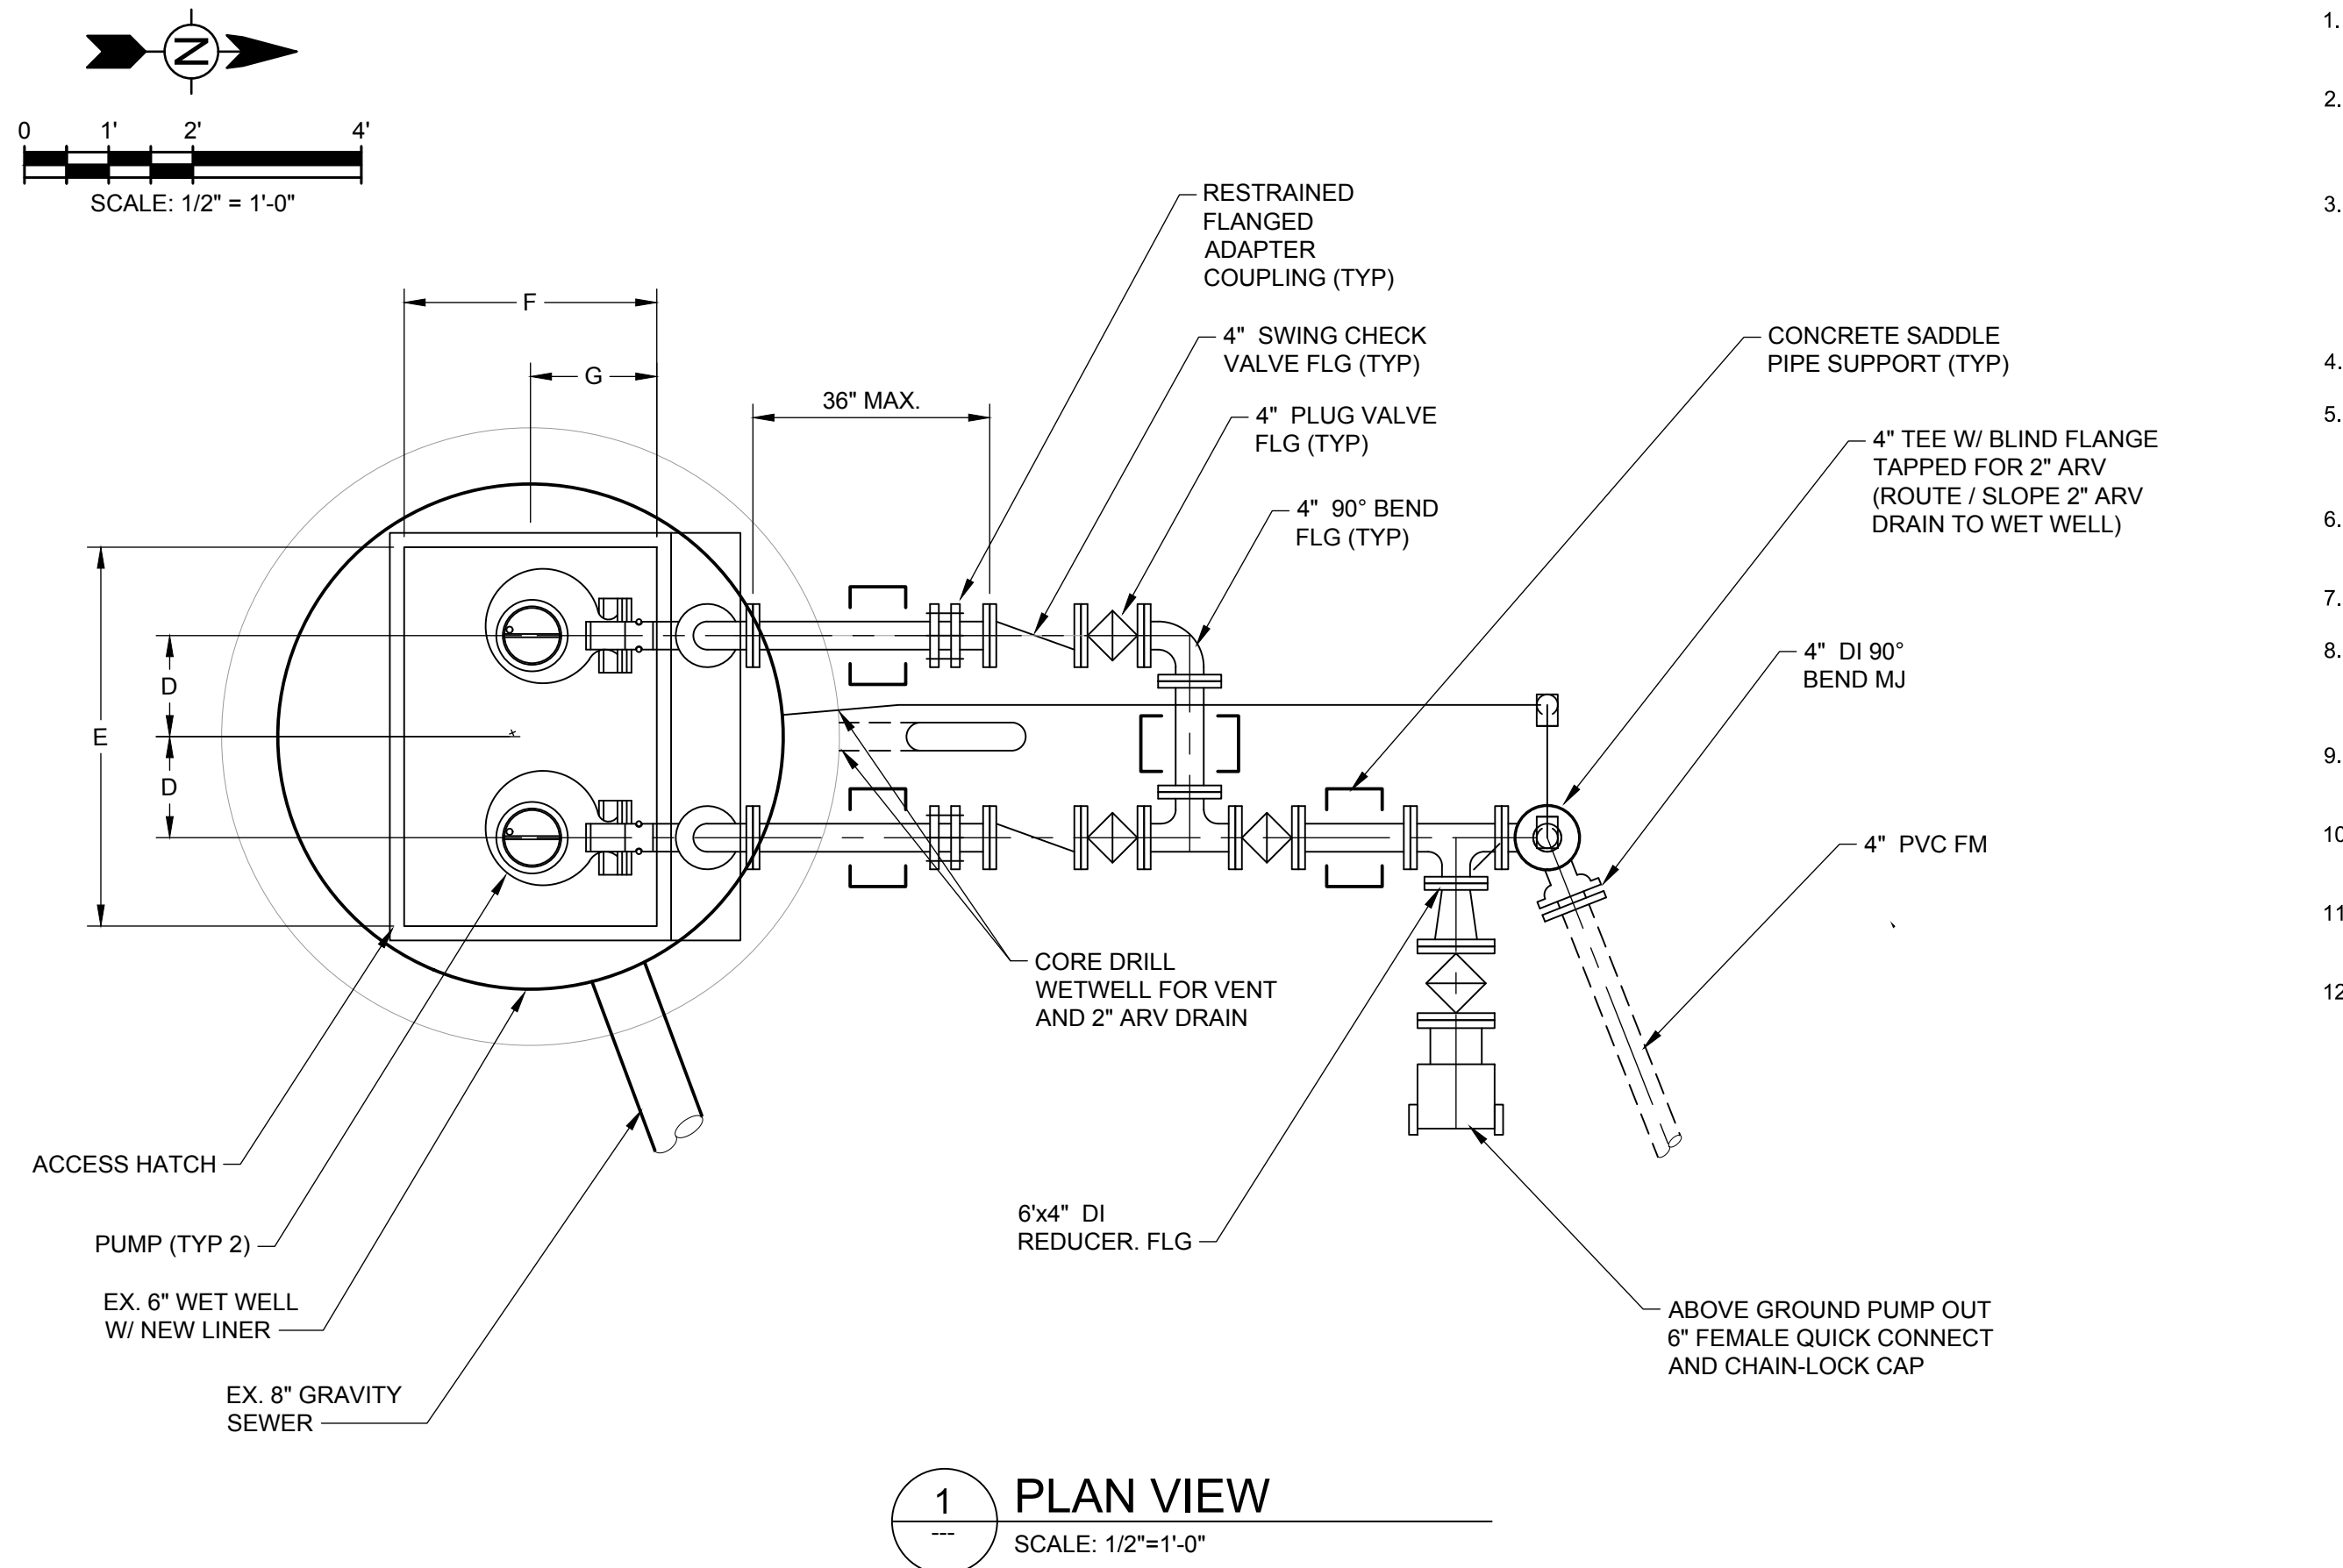 N
0 1' 2' 4'
SCALE: 1/2" = 1'-0"
RESTRAINED
FLANGED
ADAPTER
COUPLING (TYP)
4" SWING CHECK
VALVE FLG (TYP)
4" PLUG VALVE
FLG (TYP)
4" 90° BEND
FLG (TYP)
CONCRETE SADDLE
PIPE SUPPORT (TYP)
4" TEE W/ BLIND FLANGE
TAPPED FOR 2" ARV
(ROUTE / SLOPE 2" ARV
DRAIN TO WET WELL)
4" DI 90°
BEND MJ
4" PVC FM
F
G
36" MAX.
D
E
D
CORE DRILL
WETWELL FOR VENT
AND 2" ARV DRAIN
ACCESS HATCH
PUMP (TYP 2)
EX. 6" WET WELL
W/ NEW LINER
EX. 8" GRAVITY
SEWER
6'x4" DI
REDUCER. FLG
ABOVE GROUND PUMP OUT
6" FEMALE QUICK CONNECT
AND CHAIN-LOCK CAP
1
---
PLAN VIEW
SCALE: 1/2"=1'-0"
1.
2.
3.
4.
5.
6.
7.
8.
9.
10
11
12